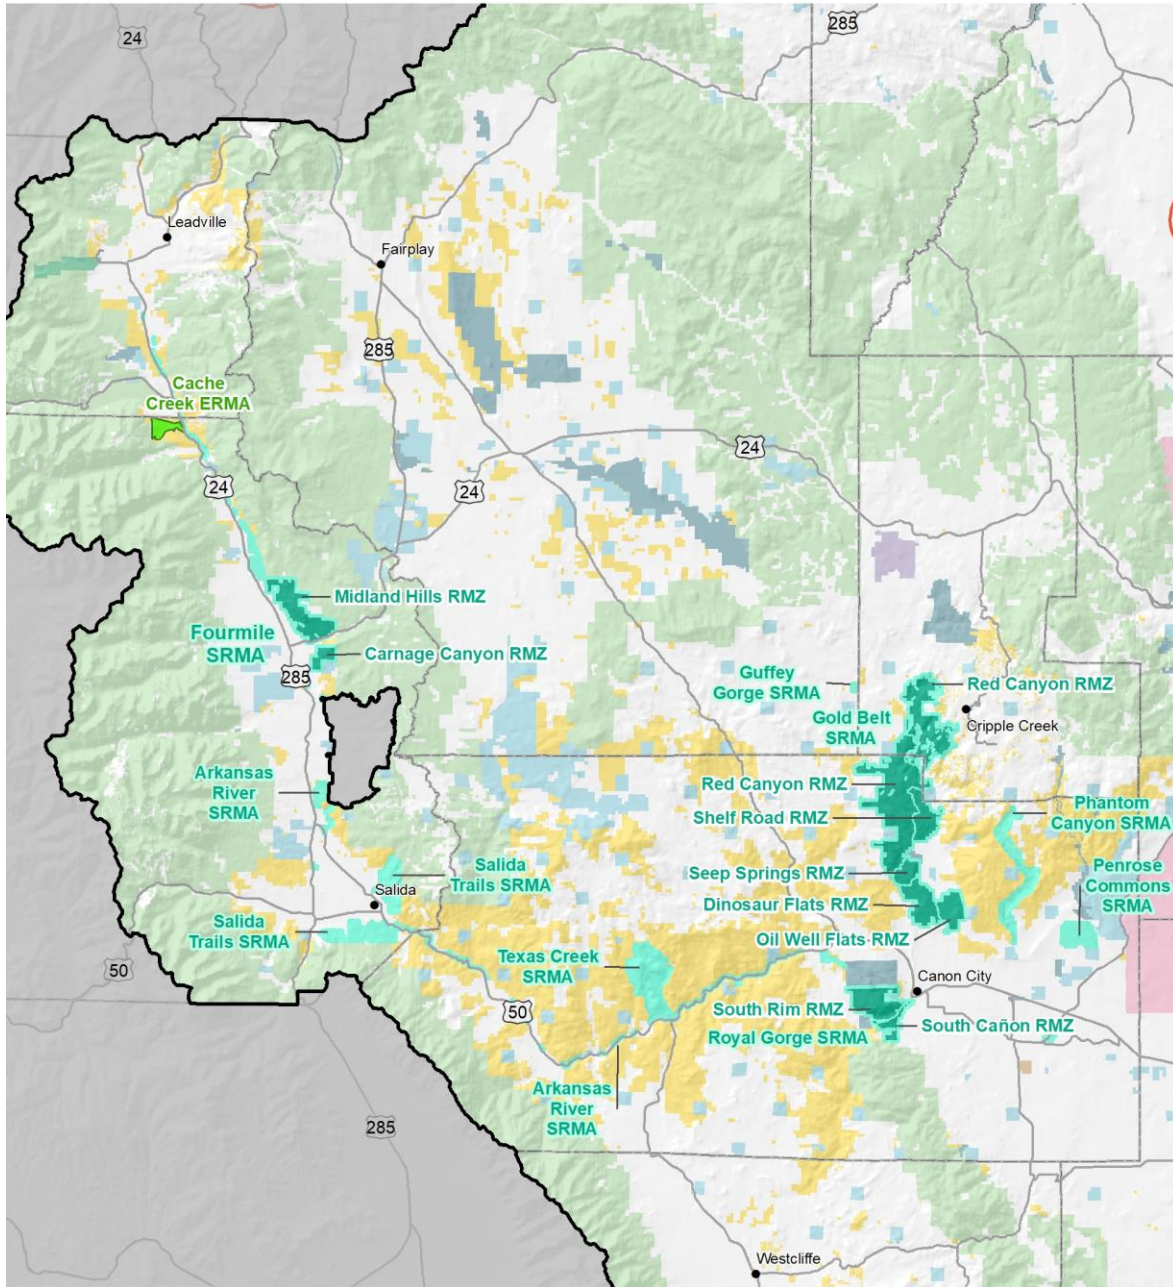 24
285
Leadville
Fairplay
285
Cache
Creek ERMA
24
24
24
Midland Hills RMZ
Fourmile
SRMA
Carnage Canyon RMZ
285
Guffey
Gorge SRMA
Red Canyon RMZ
Gold Belt
SRMA
Cripple Creek
Arkansas
River
SRMA
Red Canyon RMZ
Shelf Road RMZ
Phantom
Canyon SRMA
Salida
Trails SRMA
Seep Springs RMZ
Penrose
Commons
SRMA
Salida
Dinosaur Flats RMZ
Salida
Trails SRMA
Oil Well Flats RMZ
50
Texas Creek
SRMA
Canon City
50
South Rim RMZ
South Cañon RMZ
Royal Gorge SRMA
Arkansas
River
SRMA
285
Westcliffe